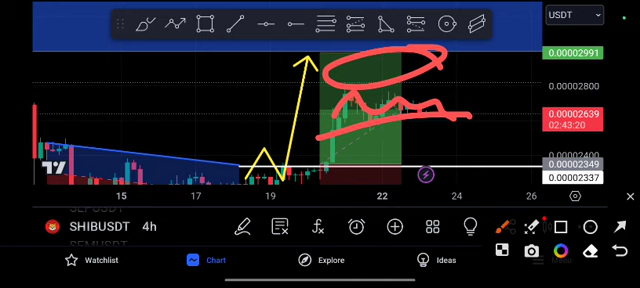 USDT
0.00002991
0.00002800
0.00002639
02:43:20
0.00002400
0.00002349
0.00002337
15
17
19
22
24
26
SHIBUSDT 4h
SEMUSDT
Watchlist
Chart
Explore
Ideas